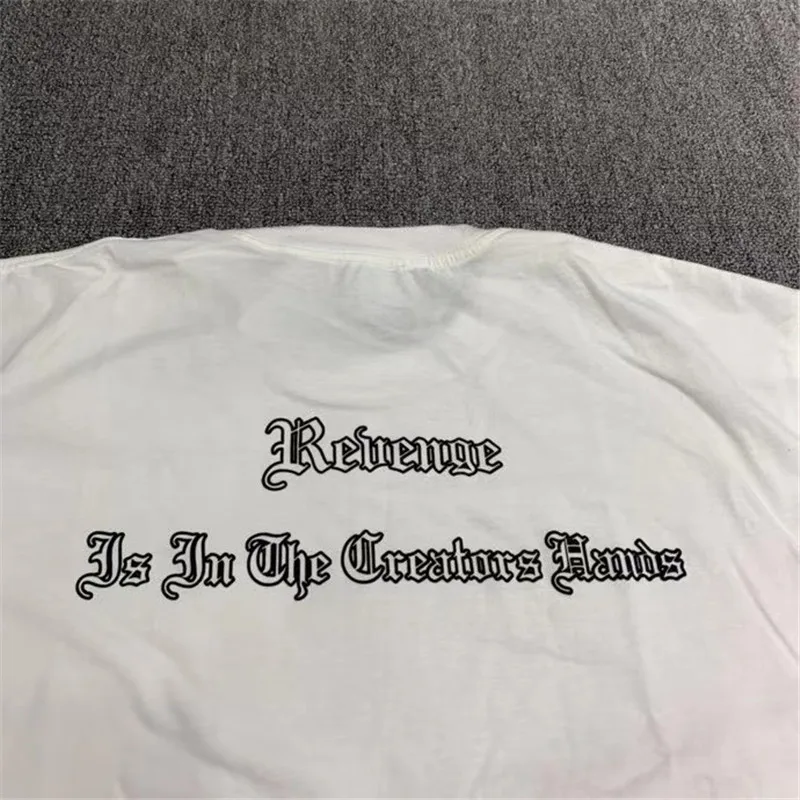 Revenge
Is In The Creators Hands